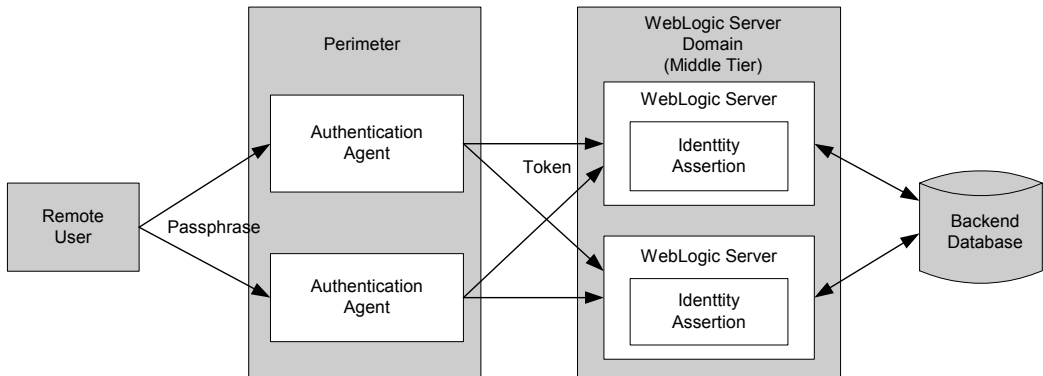 Remote
User
Passphrase
Perimeter
Authentication
Agent
Authentication
Agent
Token
WebLogic Server
Domain
(Middle Tier)
WebLogic Server
Identtity
Assertion
WebLogic Server
Identtity
Assertion
Backend
Database